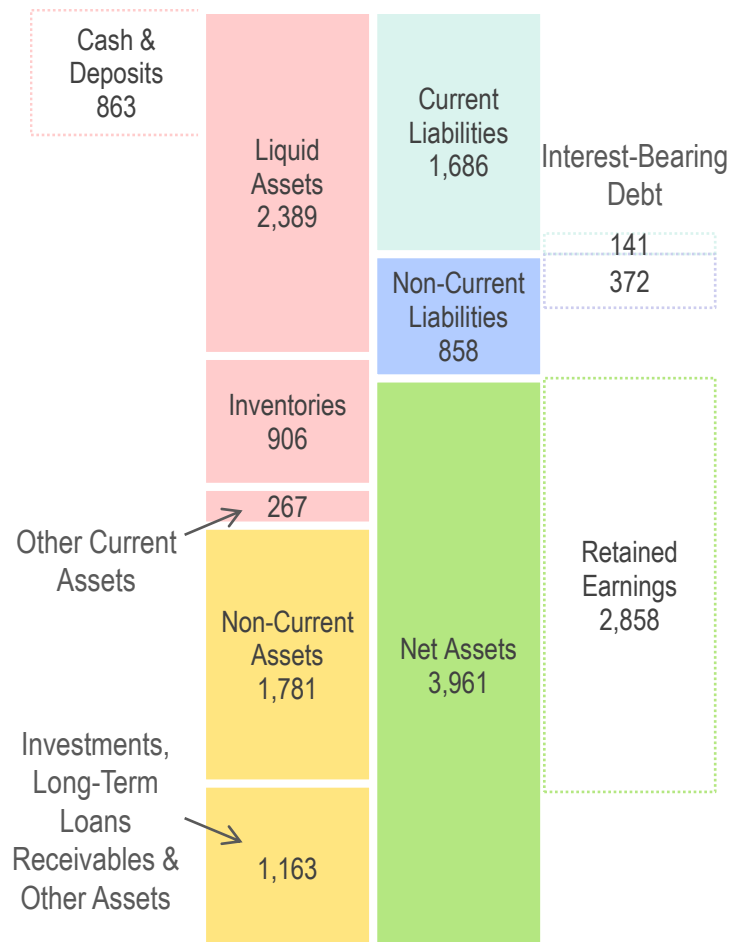 Cash &
Deposits
863
Liquid
Assets
2,389
Current
Liabilities
1,686
Interest-Bearing
Debt
141
372
Non-Current
Liabilities
858
Inventories
906
267
Other Current
Assets
Non-Current
Assets
1,781
Net Assets
3,961
Retained
Earnings
2,858
Investments,
Long-Term
Loans
Receivables &
Other Assets
1,163